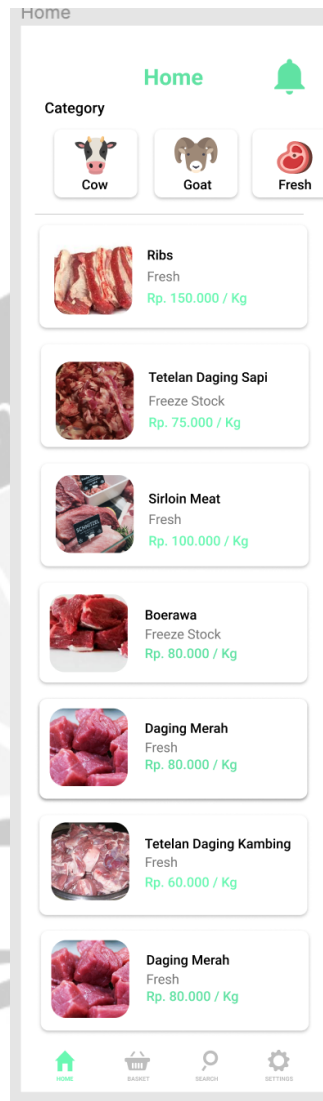 Home
Home
Category
Cow
Goat
Fresh
Ribs
Fresh
Rp. 150.000 / Kg
Tetelan Daging Sapi
Freeze Stock
Rp. 75.000 / Kg
Sirloin Meat
Fresh
Rp. 100.000 / Kg
SCHNITZEL
Boerawa
Freeze Stock
Rp. 80.000 / Kg
Daging Merah
Fresh
Rp. 80.000 / Kg
Tetelan Daging Kambing
Fresh
Rp. 60.000 / Kg
Daging Merah
Fresh
Rp. 80.000 / Kg
HOME
BASKET
SEARCH
SETTINGS